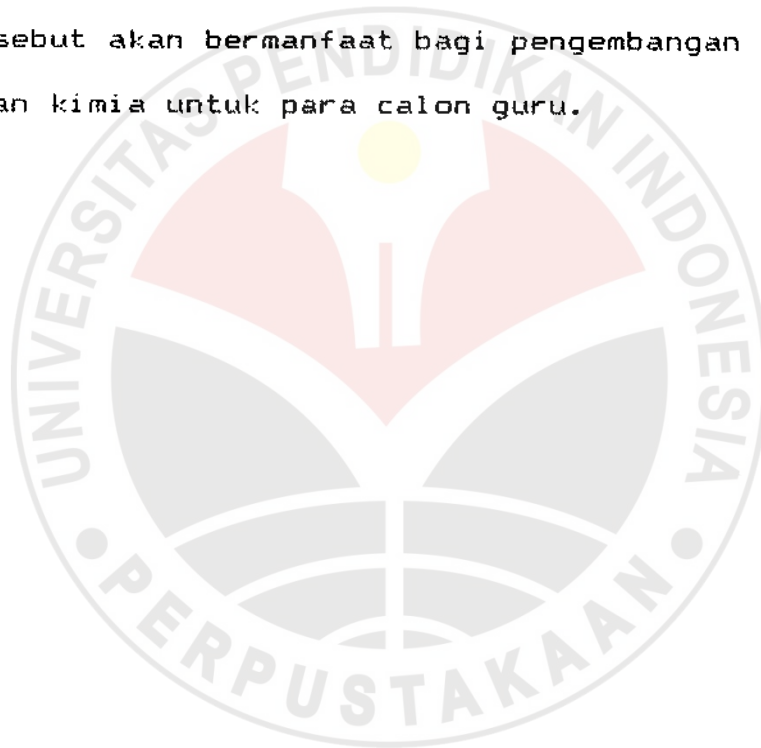 sebut akan bermanfaat bagi pengembangan
an kimia untuk para calon guru.
UNIVERSITAS PENDIDIKAN INDONESIA
PERPUSTAKAAN